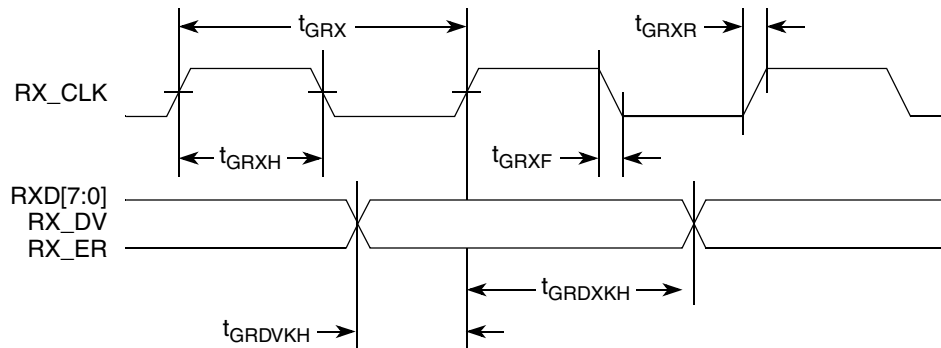 tGRX
tGRXR
RX_CLK
tGRXH
tGRXF
RXD[7:0]
RX_DV
RX_ER
tGRDXKH
tGRDVKH